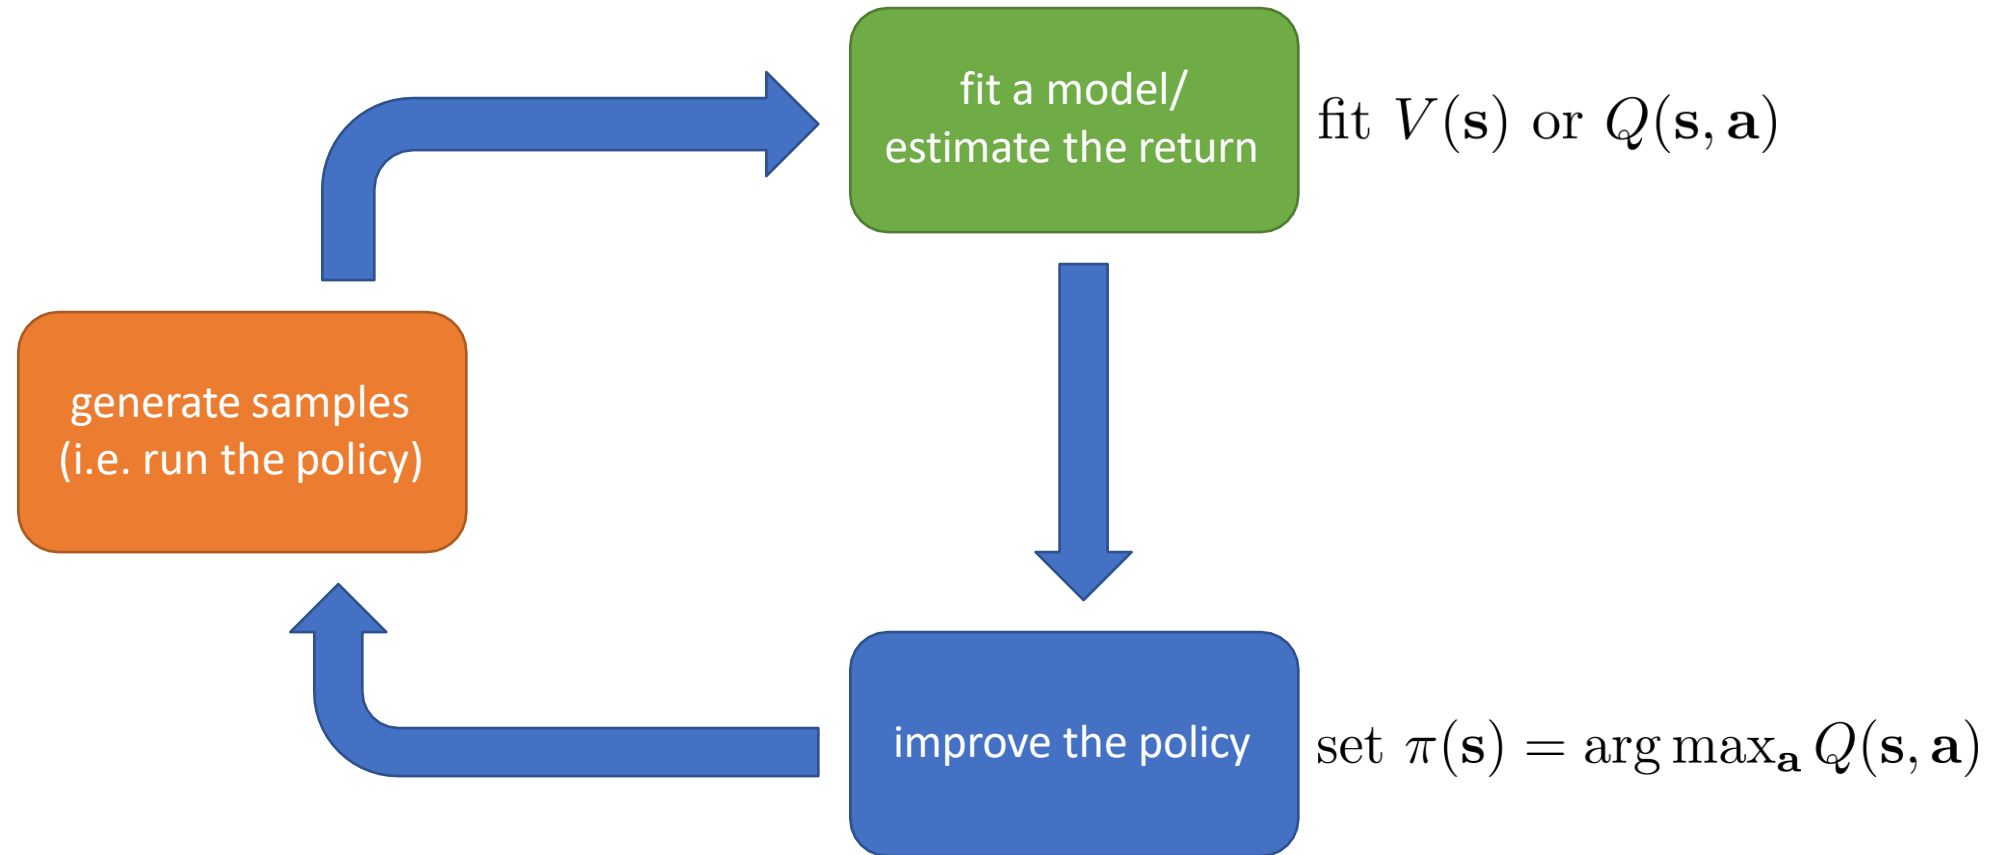 fit a model/
estimate the return
fit V(s) or Q(s, a)
generate samples
(i.e. run the policy)
improve the policy
set π(s) = arg maxₐ Q(s, a)